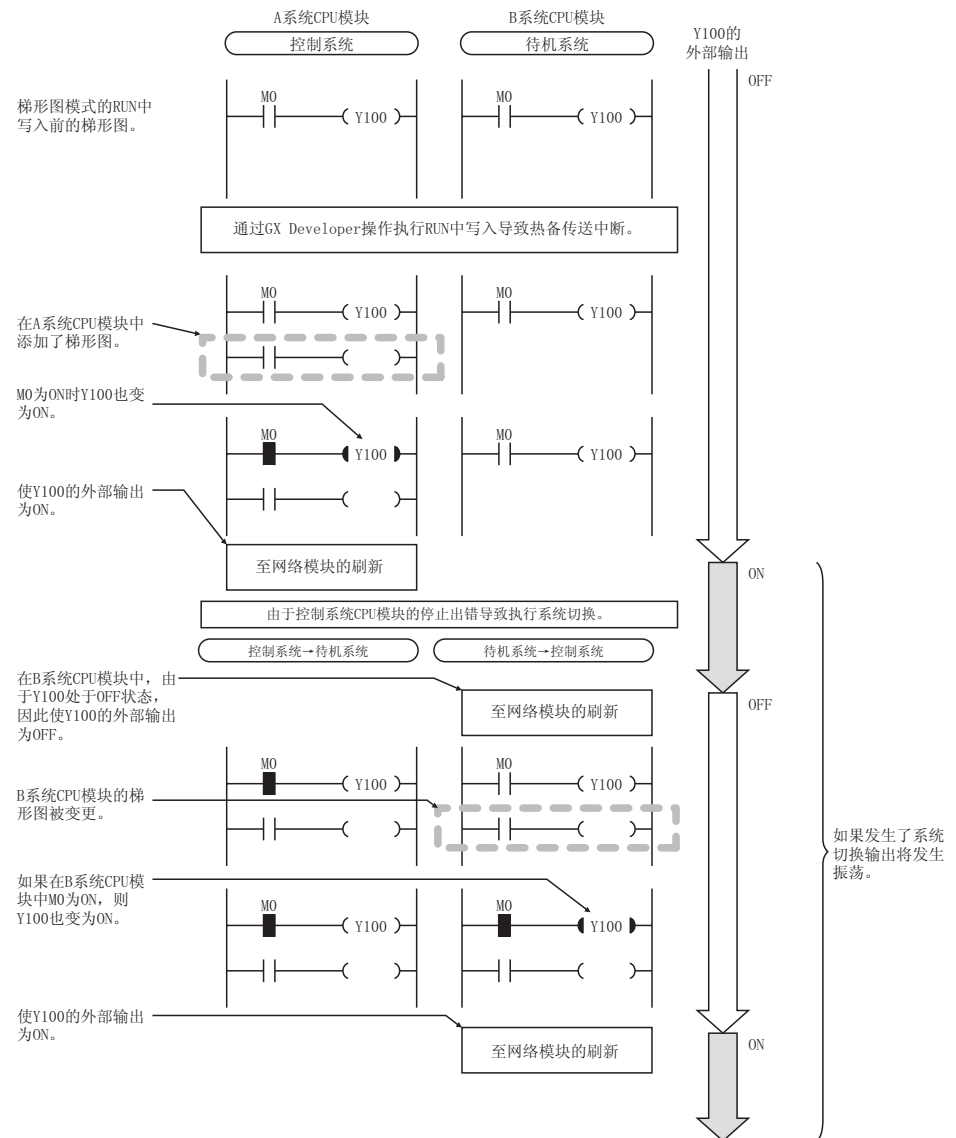 A系统CPU模块
B系统CPU模块
控制系统
待机系统
Y100的
外部输出
OFF
梯形图模式的RUN中
写入前的梯形图。
M0
Y100
M0
Y100
通过GX Developer操作执行RUN中写入导致热备传送中断。
在A系统CPU模块中
添加了梯形图。
M0
Y100
M0
Y100
M0为ON时Y100也变
为ON。
M0
Y100
M0
Y100
使Y100的外部输出
为ON。
至网络模块的刷新
ON
由于控制系统CPU模块的停止出错导致执行系统切换。
控制系统→待机系统
待机系统→控制系统
在B系统CPU模块中，由
于Y100处于OFF状态，
因此使Y100的外部输出
为OFF。
至网络模块的刷新
OFF
M0
Y100
M0
Y100
B系统CPU模块的梯
形图被变更。
如果发生了系统
切换输出将发生
振荡。
如果在B系统CPU模
块中M0为ON，则
Y100也变为ON。
M0
Y100
M0
Y100
使Y100的外部输出
为ON。
至网络模块的刷新
ON